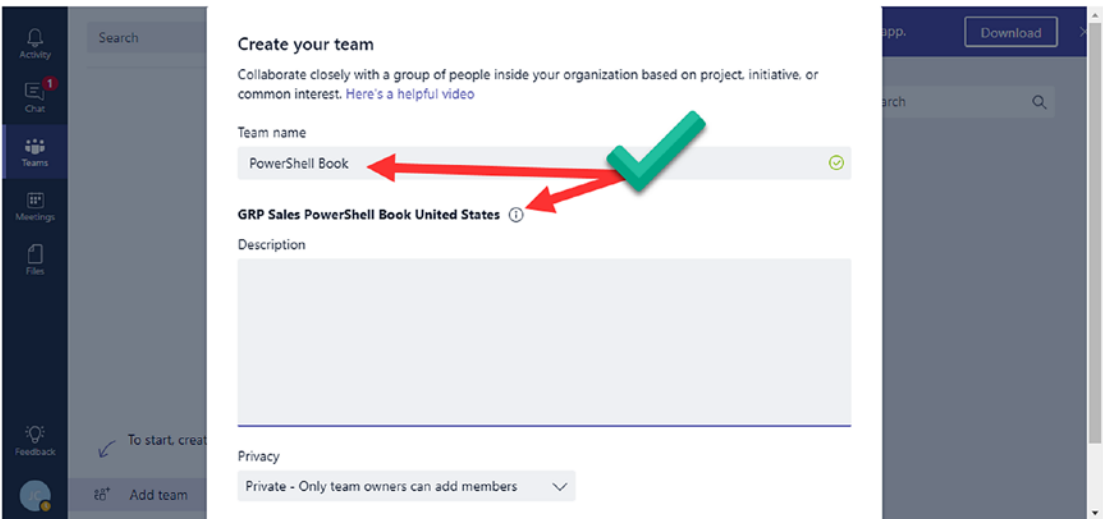 Activity
Chat
1
Teams
Meetings
Files
Feedback
JC
Search
To start, creat
Add team
Create your team
Collaborate closely with a group of people inside your organization based on project, initiative, or
common interest. Here's a helpful video
Team name
PowerShell Book
GRP Sales PowerShell Book United States
Description
Privacy
Private - Only team owners can add members
app.
Download
arch